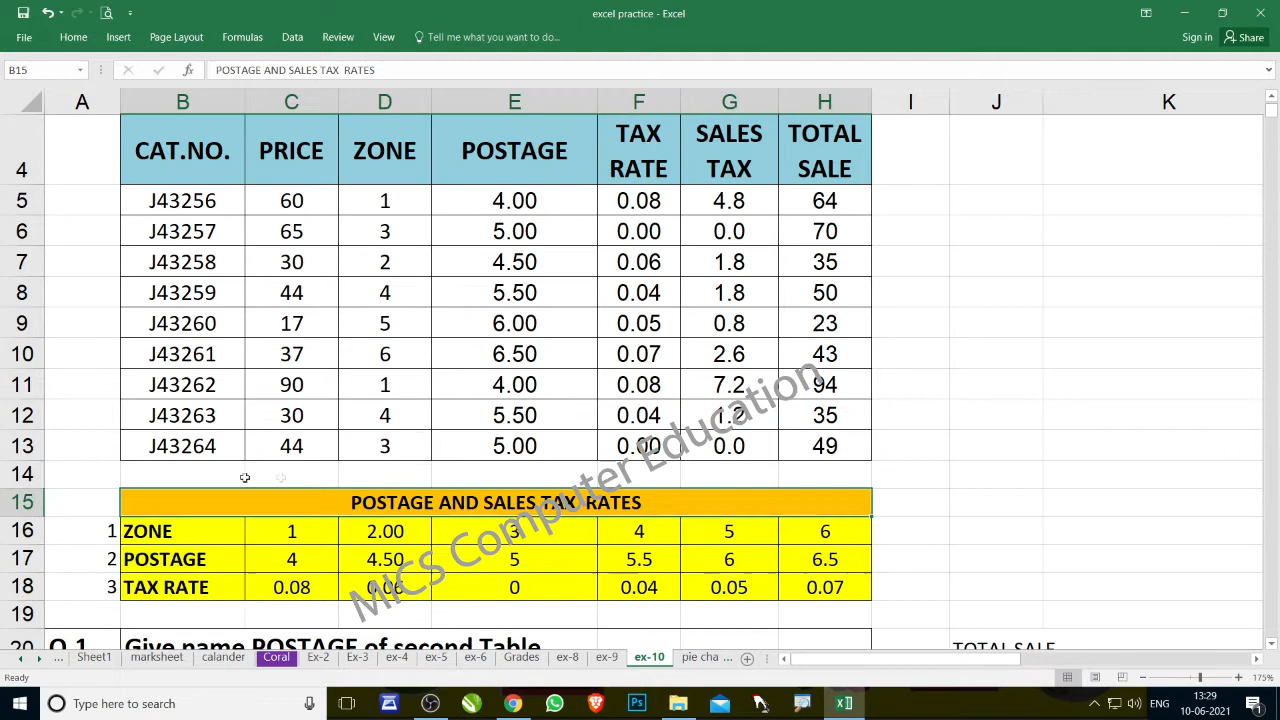 excel practice - Excel
File Home Insert Page Layout Formulas Data Review View Tell me what you want to do... Sign in Share
B15 fx POSTAGE AND SALES TAX RATES
A B C D E F G H I J K
4 CAT.NO. PRICE ZONE POSTAGE TAX RATE SALES TAX TOTAL SALE
5 J43256 60 1 4.00 0.08 4.8 64
6 J43257 65 3 5.00 0.00 0.0 70
7 J43258 30 2 4.50 0.06 1.8 35
8 J43259 44 4 5.50 0.04 1.8 50
9 J43260 17 5 6.00 0.05 0.8 23
10 J43261 37 6 6.50 0.07 2.6 43
11 J43262 90 1 4.00 0.08 7.2 94
12 J43263 30 4 5.50 0.04 1.2 35
13 J43264 44 3 5.00 0.00 0.0 49
14
15 POSTAGE AND SALES TAX RATES
16 1 ZONE 1 2.00 3 4 5 6
17 2 POSTAGE 4 4.50 5 5.5 6 6.5
18 3 TAX RATE 0.08 0.06 0 0.04 0.05 0.07
19
20 Q.1 Give name POSTAGE of second Table TOTAL SALE
MICS Computer Education
... Sheet1 marksheet calander Coral Ex-2 Ex-3 ex-4 ex-5 ex-6 Grades ex-8 ex-9 ex-10 pie cha ...
Ready 175%
Type here to search ENG 13:29
10-06-2021